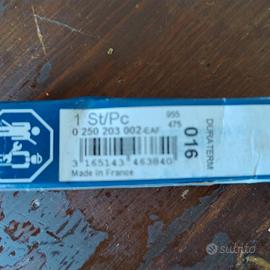 1 St/Pc
955
475
0 250 203 002-EAF
016
DURATERM
3 165143 463840
Made in France
subito